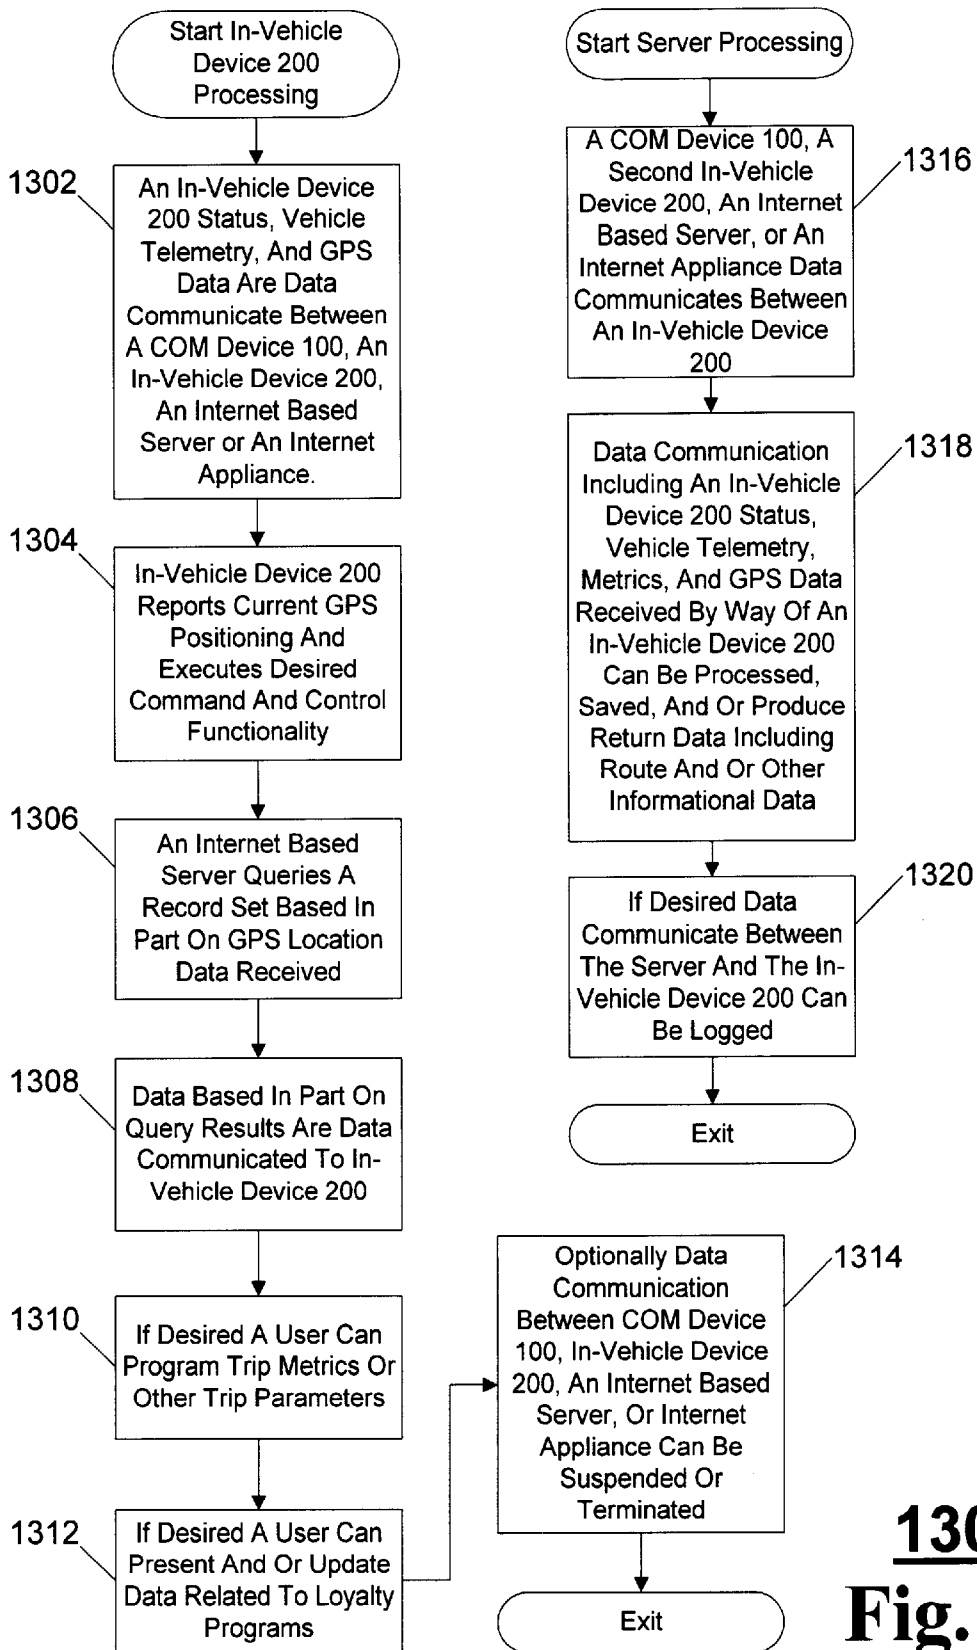 Start In-Vehicle
Device 200
Processing
1302
An In-Vehicle Device
200 Status, Vehicle
Telemetry, And GPS
Data Are Data
Communicate Between
A COM Device 100, An
In-Vehicle Device 200,
An Internet Based
Server or An Internet
Appliance.
1304
In-Vehicle Device 200
Reports Current GPS
Positioning And
Executes Desired
Command And Control
Functionality
1306
An Internet Based
Server Queries A
Record Set Based In
Part On GPS Location
Data Received
1308
Data Based In Part On
Query Results Are Data
Communicated To In-
Vehicle Device 200
1310
If Desired A User Can
Program Trip Metrics Or
Other Trip Parameters
1312
If Desired A User Can
Present And Or Update
Data Related To Loyalty
Programs
1314
Optionally Data
Communication
Between COM Device
100, In-Vehicle Device
200, An Internet Based
Server, Or Internet
Appliance Can Be
Suspended Or
Terminated
Exit
Start Server Processing
1316
A COM Device 100, A
Second In-Vehicle
Device 200, An Internet
Based Server, or An
Internet Appliance Data
Communicates Between
An In-Vehicle Device
200
1318
Data Communication
Including An In-Vehicle
Device 200 Status,
Vehicle Telemetry,
Metrics, And GPS Data
Received By Way Of An
In-Vehicle Device 200
Can Be Processed,
Saved, And Or Produce
Return Data Including
Route And Or Other
Informational Data
1320
If Desired Data
Communicate Between
The Server And The In-
Vehicle Device 200 Can
Be Logged
Exit
Fig.